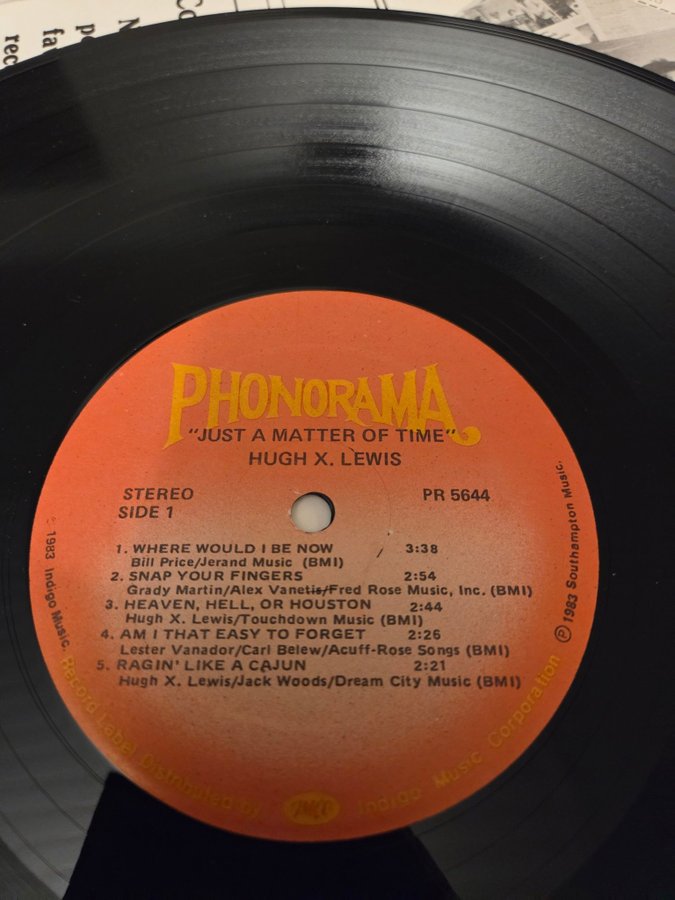 PHONORAMA
"JUST A MATTER OF TIME"
HUGH X. LEWIS
STEREO
SIDE 1
PR 5644
1. WHERE WOULD I BE NOW 3:38
Bill Price/Jerand Music (BMI)
2. SNAP YOUR FINGERS 2:54
Grady Martin/Alex Vanetis/Fred Rose Music, Inc. (BMI)
3. HEAVEN, HELL, OR HOUSTON 2:44
Hugh X. Lewis/Touchdown Music (BMI)
4. AM I THAT EASY TO FORGET 2:26
Lester Vanador/Carl Belew/Acuff-Rose Songs (BMI)
5. RAGIN' LIKE A CAJUN 2:21
Hugh X. Lewis/Jack Woods/Dream City Music (BMI)
© 1983 Indigo Music.
℗ 1983 Southampton Music.
Record Label Distributed by Indigo Music Corporation